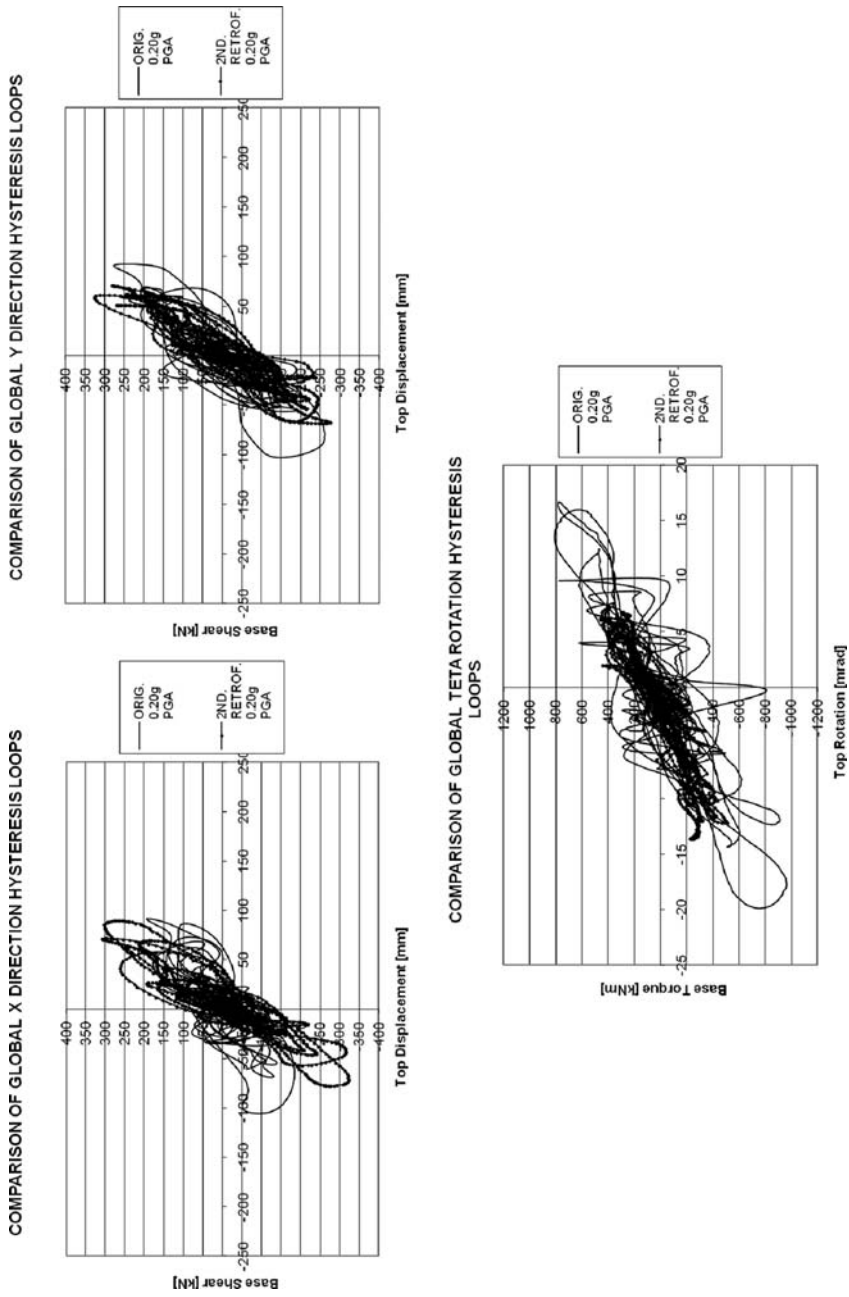 COMPARISON OF GLOBAL X DIRECTION HYSTERESIS LOOPS
Base Shear [kN]
400
350
300
250
200
150
100
-300
-350
-400
-250
-200
-150
-100
-50
50
100
150
200
250
Top Displacement [mm]
ORIG.
0.20g
PGA
2ND.
RETROF.
0.20g
PGA
COMPARISON OF GLOBAL Y DIRECTION HYSTERESIS LOOPS
Base Shear [kN]
400
350
300
250
200
150
100
-250
-300
-350
-400
-250
-200
-150
-100
50
100
150
200
250
Top Displacement [mm]
ORIG.
0.20g
PGA
2ND.
RETROF.
0.20g
PGA
COMPARISON OF GLOBAL TETA ROTATION HYSTERESIS
LOOPS
Base Torque [kNm]
1200
1000
800
600
400
-400
-600
-800
-1000
-1200
-25
-20
-15
5
10
15
20
Top Rotation [mrad]
ORIG.
0.20g
PGA
2ND.
RETROF.
0.20g
PGA